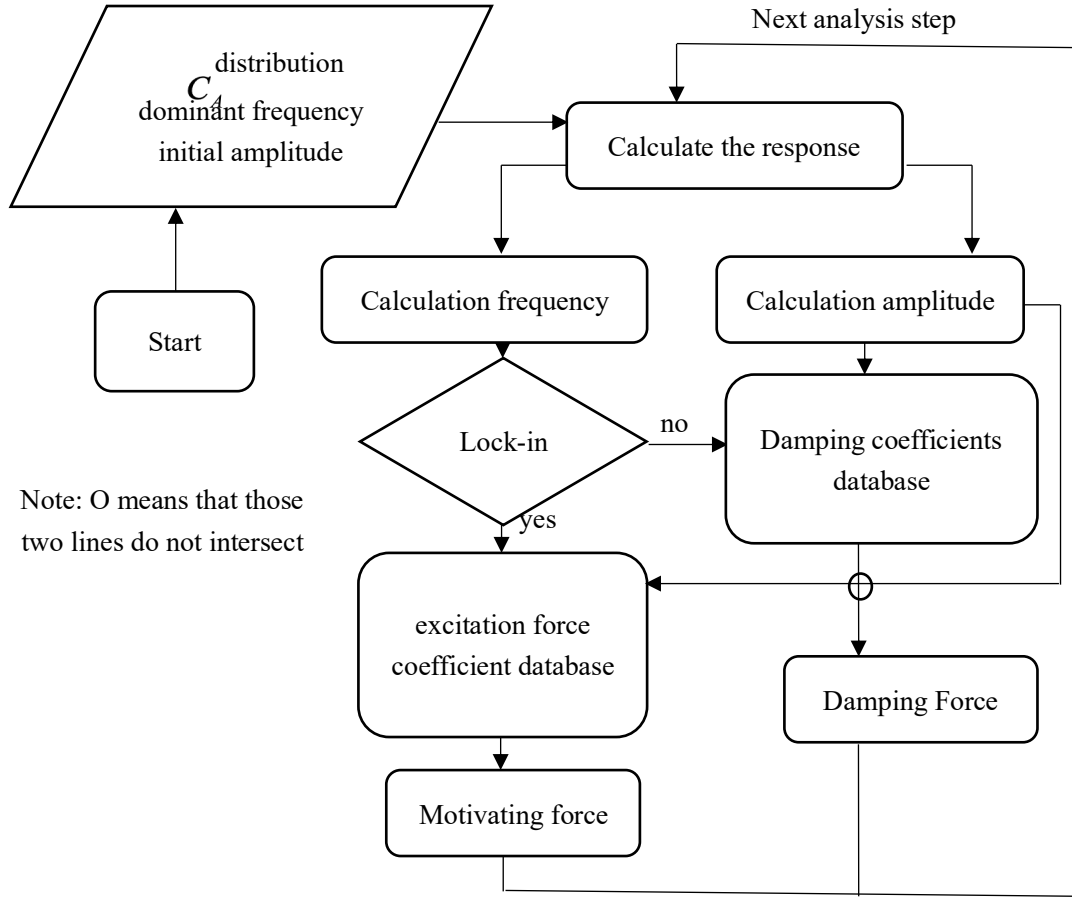 Next analysis step
C_A distribution
dominant frequency
initial amplitude
Calculate the response
Calculation frequency
Calculation amplitude
Start
Lock-in
no
Damping coefficients
database
yes
Note: O means that those
two lines do not intersect
excitation force
coefficient database
Damping Force
Motivating force